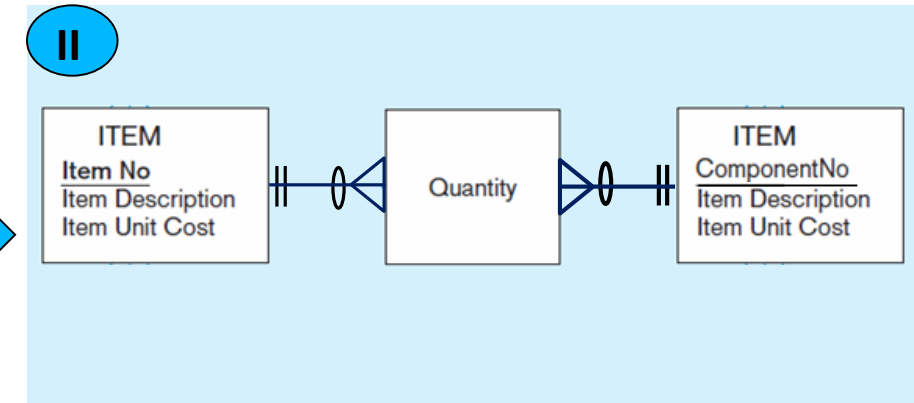 II
ITEM
Item No
Item Description
Item Unit Cost
Quantity
ITEM
ComponentNo
Item Description
Item Unit Cost